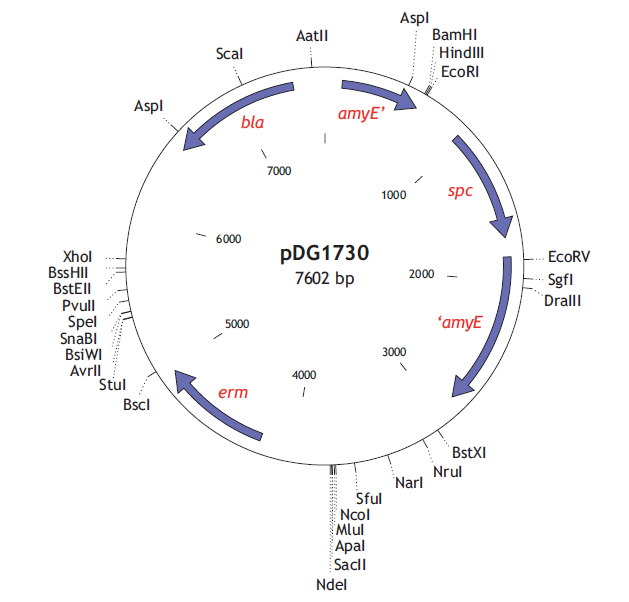 AspI
AatII
BamHI
HindIII
ScaI
EcoRI
AspI
bla
amyE’
7000
1000
spc
6000
pDG1730
7602 bp
XhoI
BssHII
BstEII
PvuII
SpeI
SnaBI
BsiWI
AvrII
StuI
BscI
EcoRV
SgfI
DraIII
2000
‘amyE
5000
3000
4000
erm
BstXI
NruI
NarI
SfuI
NcoI
MluI
ApaI
SacII
NdeI